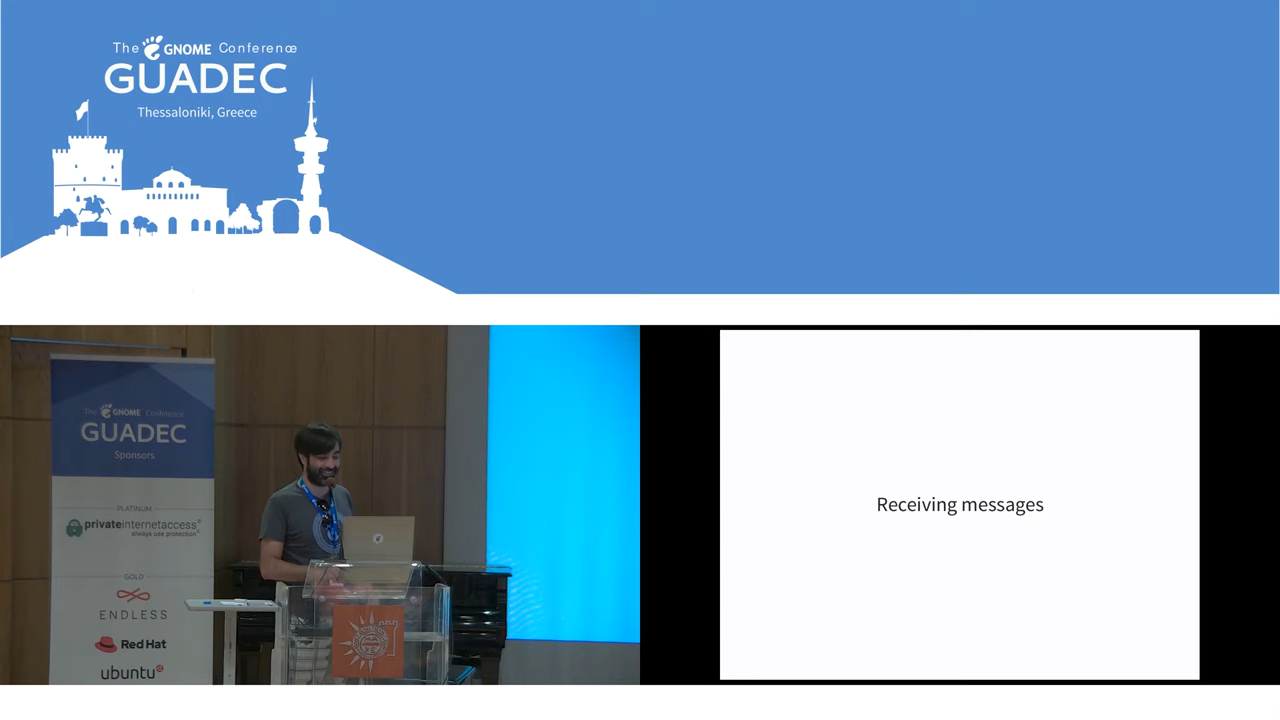 The GNOME Conference
GUADEC
Thessaloniki, Greece
The GNOME Conference
GUADEC
Sponsors
PLATINUM
privateinternetaccess®
always use protection®
GOLD
ENDLESS
Red Hat
ubuntu®
Receiving messages